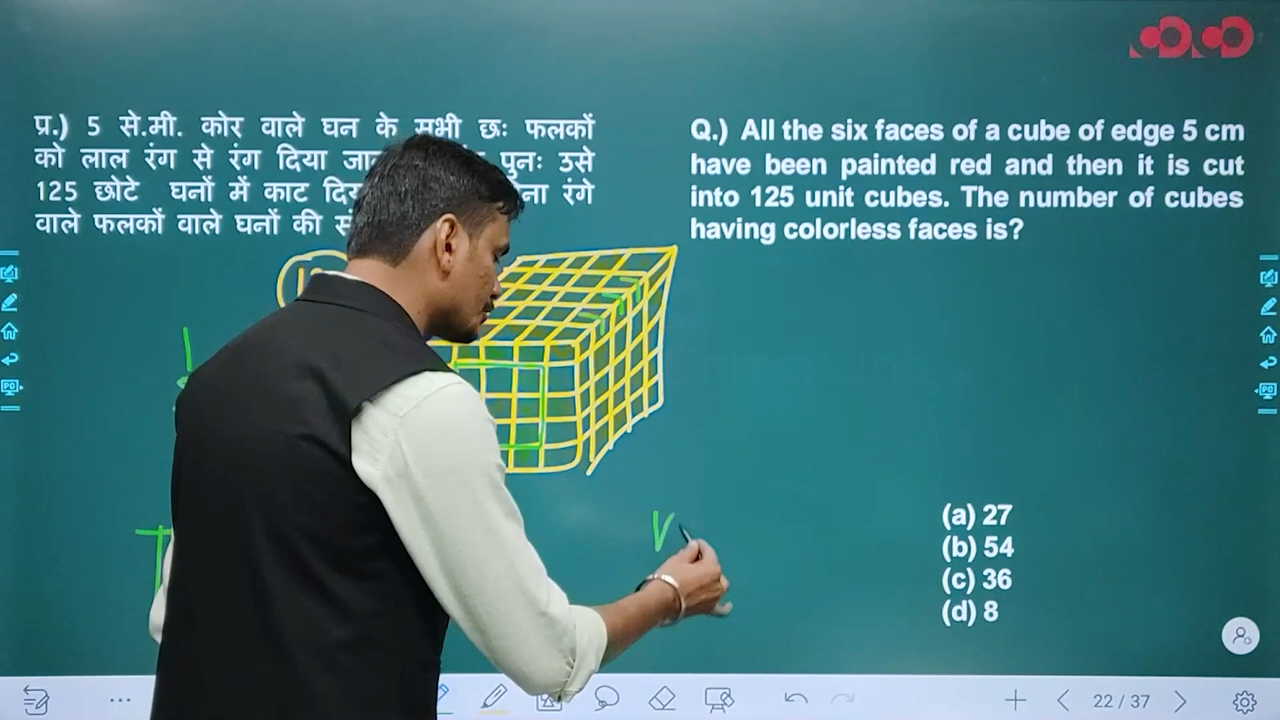 प्र.) 5 से.मी. कोर वाले घन के सभी छः फलकों
को लाल रंग से रंग दिया पुनः उसे
125 छोटे घनों में काट रंगे
वाले फलकों वाले घनों की
Q.) All the six faces of a cube of edge 5 cm
have been painted red and then it is cut
into 125 unit cubes. The number of cubes
having colorless faces is?
V
T
(a) 27
(b) 54
(c) 36
(d) 8
22 / 37